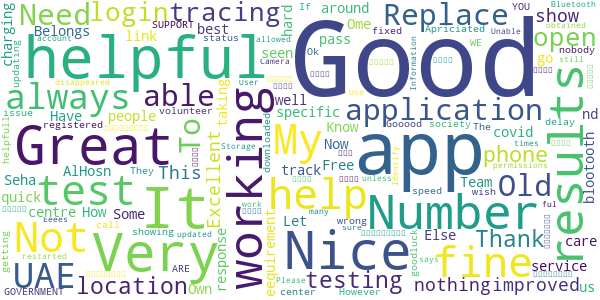 Need login tracing Replace show
charging Belongs link best seen hard If around Ome pass SUPPORT status account updating
YOU WE fixed Apriciated Ok Camera allowed Bluetooth Unable nobody still open go
helpful Good
always able disappeared User
issue Have people volunteer taking well specific application
helpfull registered To My Know society The obtained Information results
Great working app covid delay nd
AlHosn They This Now Free phone times permissions
Seha test It Excellent downloaded Storage help track unless Identify Team Old blootooth
quick centre How Some showing updated work speed wish ful
Eeees call response requirement Let many wrong Number Thank care
getting Not Very Nice sure goodluck says Else fine service
UAE location Own center testing Please However nothing improved us
restarted ARE Use Gooood
GOVERNMENT